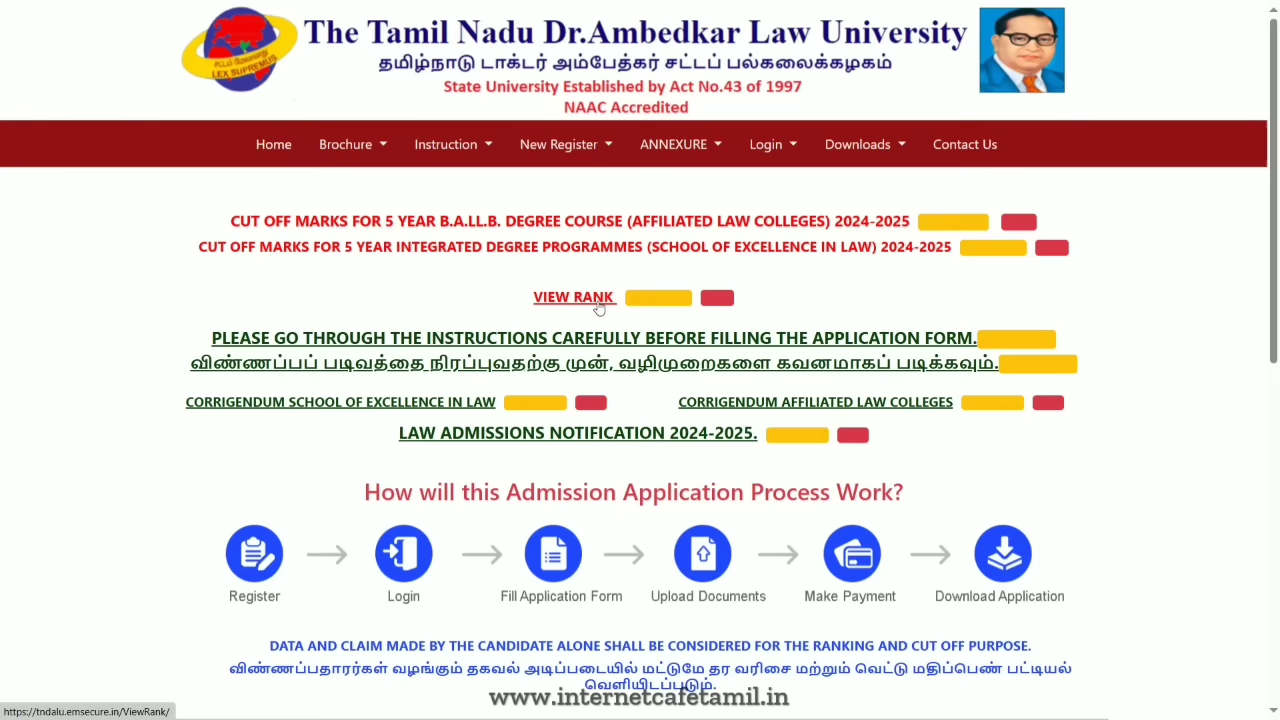 The Tamil Nadu Dr.Ambedkar Law University
தமிழ்நாடு டாக்டர் அம்பேத்கர் சட்டப் பல்கலைக்கழகம்
State University Established by Act No.43 of 1997
NAAC Accredited
LEX SUPREMUS
Home Brochure Instruction New Register ANNEXURE Login Downloads Contact Us
CUT OFF MARKS FOR 5 YEAR B.A.LL.B. DEGREE COURSE (AFFILIATED LAW COLLEGES) 2024-2025
CUT OFF MARKS FOR 5 YEAR INTEGRATED DEGREE PROGRAMMES (SCHOOL OF EXCELLENCE IN LAW) 2024-2025
VIEW RANK
PLEASE GO THROUGH THE INSTRUCTIONS CAREFULLY BEFORE FILLING THE APPLICATION FORM.
விண்ணப்பப் படிவத்தை நிரப்புவதற்கு முன், வழிமுறைகளை கவனமாகப் படிக்கவும்.
CORRIGENDUM SCHOOL OF EXCELLENCE IN LAW CORRIGENDUM AFFILIATED LAW COLLEGES
LAW ADMISSIONS NOTIFICATION 2024-2025.
How will this Admission Application Process Work?
Register Login Fill Application Form Upload Documents Make Payment Download Application
DATA AND CLAIM MADE BY THE CANDIDATE ALONE SHALL BE CONSIDERED FOR THE RANKING AND CUT OFF PURPOSE.
விண்ணப்பதாரர்கள் வழங்கும் தகவல் அடிப்படையில் மட்டுமே தர வரிசை மற்றும் வெட்டு மதிப்பெண் பட்டியல்
வெளியிடப்படும்.
www.internetcafetamil.in
https://tndalu.emsecure.in/ViewRank/